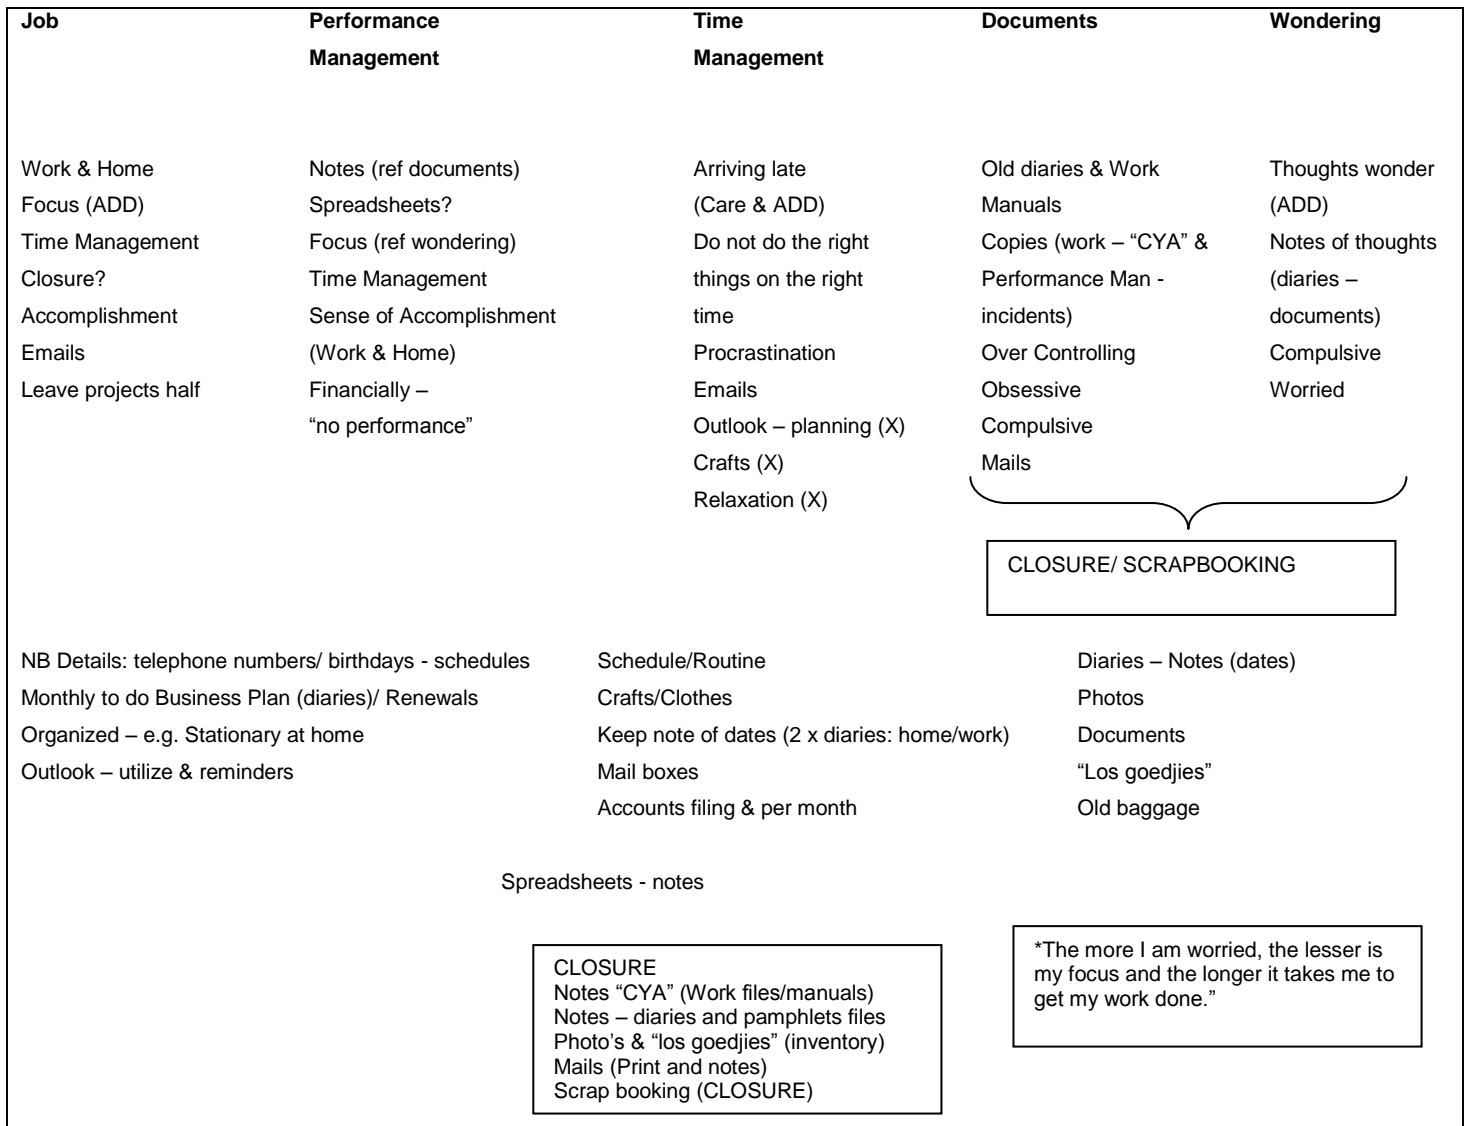 Job
Performance
Management
Time
Management
Documents
Wondering
Work & Home
Focus (ADD)
Time Management
Closure?
Accomplishment
Emails
Leave projects half
Notes (ref documents)
Spreadsheets?
Focus (ref wondering)
Time Management
Sense of Accomplishment
(Work & Home)
Financially –
“no performance”
Arriving late
(Care & ADD)
Do not do the right
things on the right
time
Procrastination
Emails
Outlook – planning (X)
Crafts (X)
Relaxation (X)
Old diaries & Work
Manuals
Copies (work – “CYA” &
Performance Man -
incidents)
Over Controlling
Obsessive
Compulsive
Mails
Thoughts wonder
(ADD)
Notes of thoughts
(diaries –
documents)
Compulsive
Worried
CLOSURE/ SCRAPBOOKING
NB Details: telephone numbers/ birthdays - schedules
Monthly to do Business Plan (diaries)/ Renewals
Organized – e.g. Stationary at home
Outlook – utilize & reminders
Schedule/Routine
Crafts/Clothes
Keep note of dates (2 x diaries: home/work)
Mail boxes
Accounts filing & per month
Diaries – Notes (dates)
Photos
Documents
“Los goedjies”
Old baggage
Spreadsheets - notes
CLOSURE
Notes “CYA” (Work files/manuals)
Notes – diaries and pamphlets files
Photo’s & “los goedjies” (inventory)
Mails (Print and notes)
Scrap booking (CLOSURE)
*The more I am worried, the lesser is
my focus and the longer it takes me to
get my work done.”